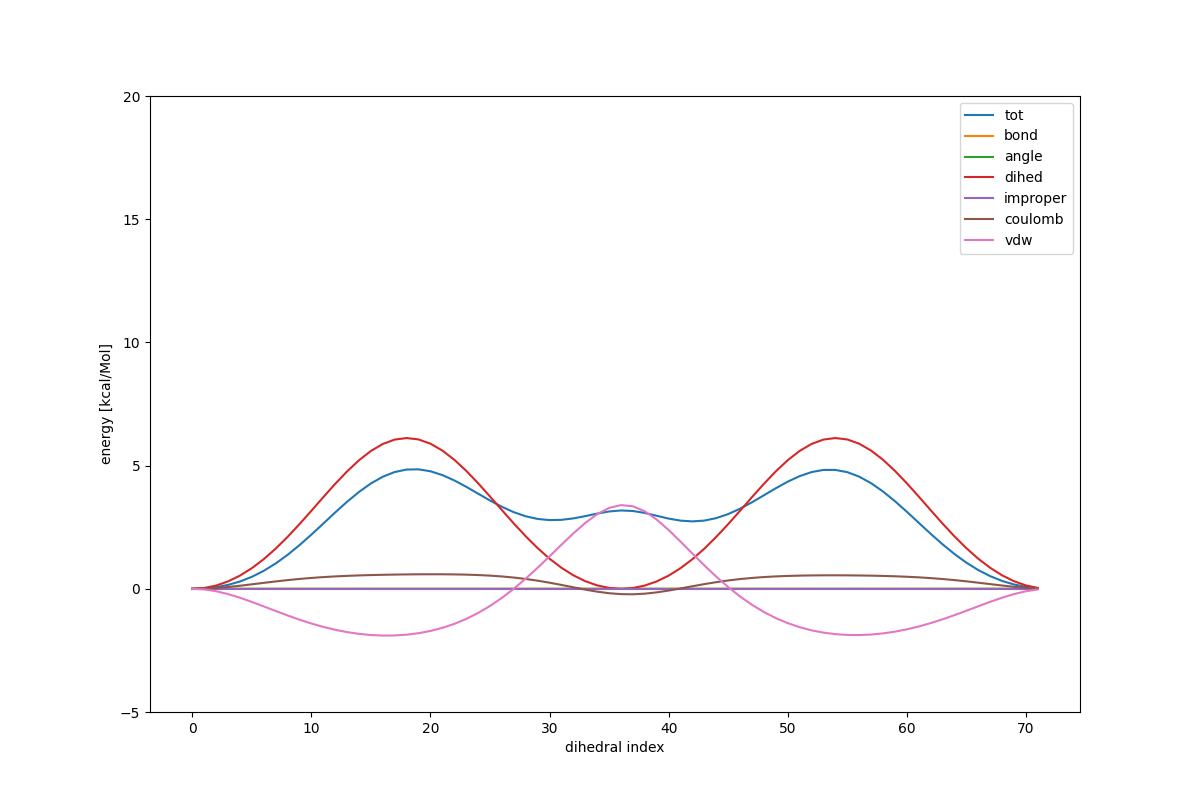 20
15
10
5
0
−5
energy [kcal/Mol]
tot
bond
angle
dihed
improper
coulomb
vdw
0 10 20 30 40 50 60 70
dihedral index